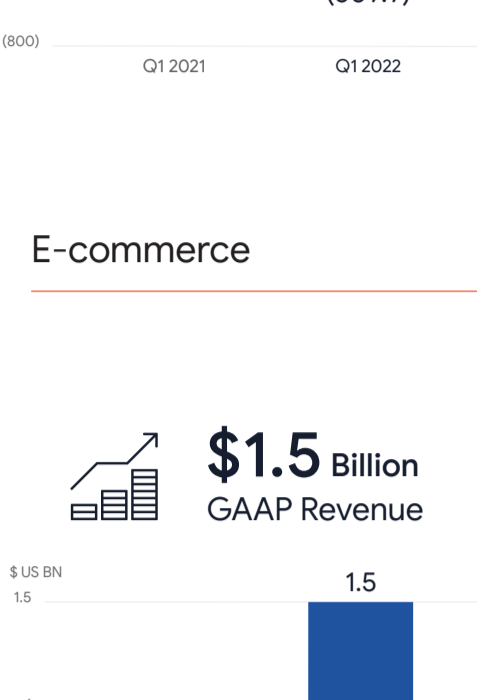 (800)
Q1 2021 Q1 2022
E-commerce
$1.5 Billion
GAAP Revenue
$ US BN
1.5
1.5